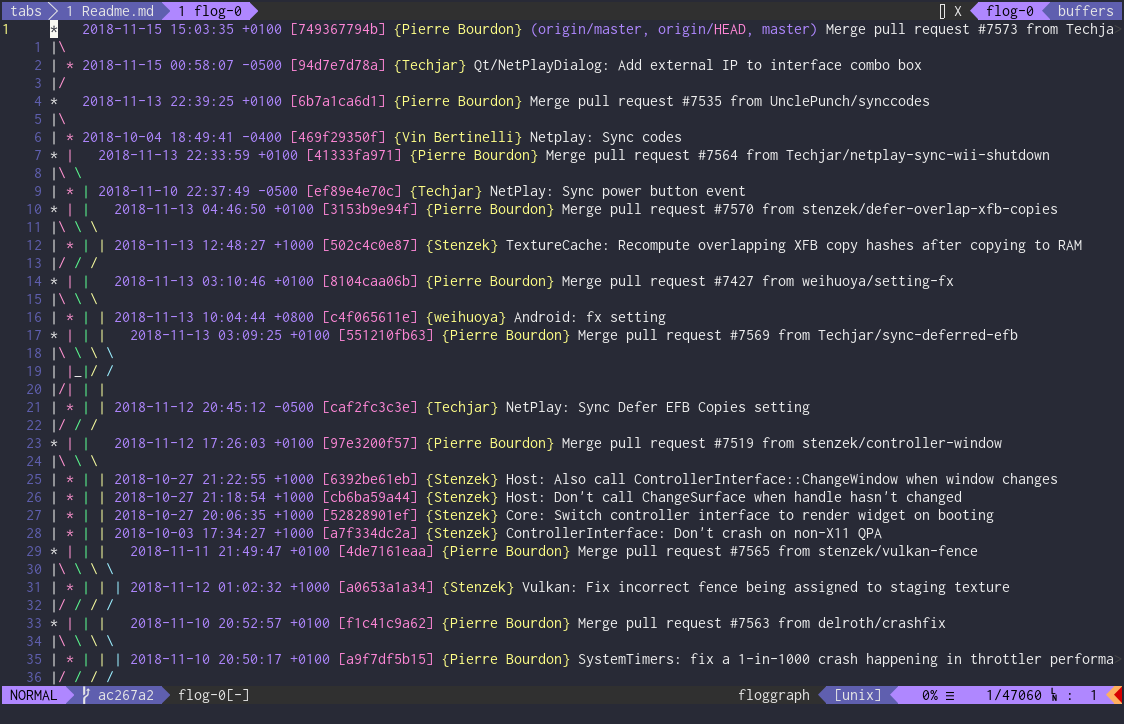 tabs 1 Readme.md 1 flog-0 [] X flog-0 buffers
1 * 2018-11-15 15:03:35 +0100 [749367794b] {Pierre Bourdon} (origin/master, origin/HEAD, master) Merge pull request #7573 from Techja
1 |\
2 | * 2018-11-15 00:58:07 -0500 [94d7e7d78a] {Techjar} Qt/NetPlayDialog: Add external IP to interface combo box
3 |/
4 * 2018-11-13 22:39:25 +0100 [6b7a1ca6d1] {Pierre Bourdon} Merge pull request #7535 from UnclePunch/synccodes
5 |\
6 | * 2018-10-04 18:49:41 -0400 [469f29350f] {Vin Bertinelli} Netplay: Sync codes
7 * | 2018-11-13 22:33:59 +0100 [41333fa971] {Pierre Bourdon} Merge pull request #7564 from Techjar/netplay-sync-wii-shutdown
8 |\ \
9 | * | 2018-11-10 22:37:49 -0500 [ef89e4e70c] {Techjar} NetPlay: Sync power button event
10 * | | 2018-11-13 04:46:50 +0100 [3153b9e94f] {Pierre Bourdon} Merge pull request #7570 from stenzek/defer-overlap-xfb-copies
11 |\ \ \
12 | * | | 2018-11-13 12:48:27 +1000 [502c4c0e87] {Stenzek} TextureCache: Recompute overlapping XFB copy hashes after copying to RAM
13 |/ / /
14 * | | 2018-11-13 03:10:46 +0100 [8104caa06b] {Pierre Bourdon} Merge pull request #7427 from weihuoya/setting-fx
15 |\ \ \
16 | * | | 2018-11-13 10:04:44 +0800 [c4f065611e] {weihuoya} Android: fx setting
17 * | | | 2018-11-13 03:09:25 +0100 [551210fb63] {Pierre Bourdon} Merge pull request #7569 from Techjar/sync-deferred-efb
18 |\ \ \ \
19 | |_|/ /
20 |/| | |
21 | * | | 2018-11-12 20:45:12 -0500 [caf2fc3c3e] {Techjar} NetPlay: Sync Defer EFB Copies setting
22 |/ / /
23 * | | 2018-11-12 17:26:03 +0100 [97e3200f57] {Pierre Bourdon} Merge pull request #7519 from stenzek/controller-window
24 |\ \ \
25 | * | | 2018-10-27 21:22:55 +1000 [6392be61eb] {Stenzek} Host: Also call ControllerInterface::ChangeWindow when window changes
26 | * | | 2018-10-27 21:18:54 +1000 [cb6ba59a44] {Stenzek} Host: Don't call ChangeSurface when handle hasn't changed
27 | * | | 2018-10-27 20:06:35 +1000 [52828901ef] {Stenzek} Core: Switch controller interface to render widget on booting
28 | * | | 2018-10-03 17:34:27 +1000 [a7f334dc2a] {Stenzek} ControllerInterface: Don't crash on non-X11 QPA
29 * | | | 2018-11-11 21:49:47 +0100 [4de7161eaa] {Pierre Bourdon} Merge pull request #7565 from stenzek/vulkan-fence
30 |\ \ \ \
31 | * | | | 2018-11-12 01:02:32 +1000 [a0653a1a34] {Stenzek} Vulkan: Fix incorrect fence being assigned to staging texture
32 |/ / / /
33 * | | | 2018-11-10 20:52:57 +0100 [f1c41c9a62] {Pierre Bourdon} Merge pull request #7563 from delroth/crashfix
34 |\ \ \ \
35 | * | | | 2018-11-10 20:50:17 +0100 [a9f7df5b15] {Pierre Bourdon} SystemTimers: fix a 1-in-1000 crash happening in throttler performa
36 |/ / / /
NORMAL ac267a2 flog-0[-] floggraph [unix] 0% ☰ 1/47060 ㏑ : 1